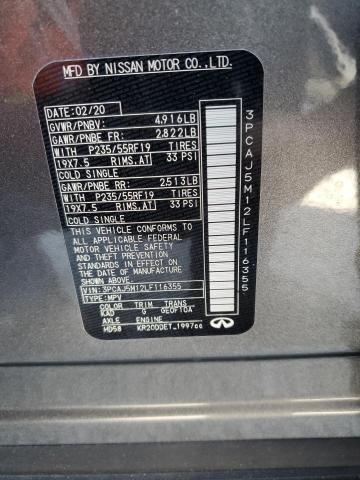 MFD BY NISSAN MOTOR CO.,LTD.
DATE:02/20
GVWR/PNBV: 4,916LB
GAWR/PNBE FR: 2,822LB
WITH P235/55RF19 TIRES
19X7.5 RIMS.AT 33 PSI
COLD SINGLE
GAWR/PNBE RR: 2,513LB
WITH P235/55RF19 TIRES
19X7.5 RIMS.AT 33 PSI
COLD SINGLE
THIS VEHICLE CONFORMS TO
ALL APPLICABLE FEDERAL
MOTOR VEHICLE SAFETY
AND THEFT PREVENTION
STANDARDS IN EFFECT ON
THE DATE OF MANUFACTURE
SHOWN ABOVE.
VIN:3PCAJ5M12LF116355
TYPE:MPV
COLOR TRIM TRANS
KAD G GE0F10A
AXLE ENGINE
HD58 KR20DDET 1997cc
INFINITI
3PCAJ5M12LF116355